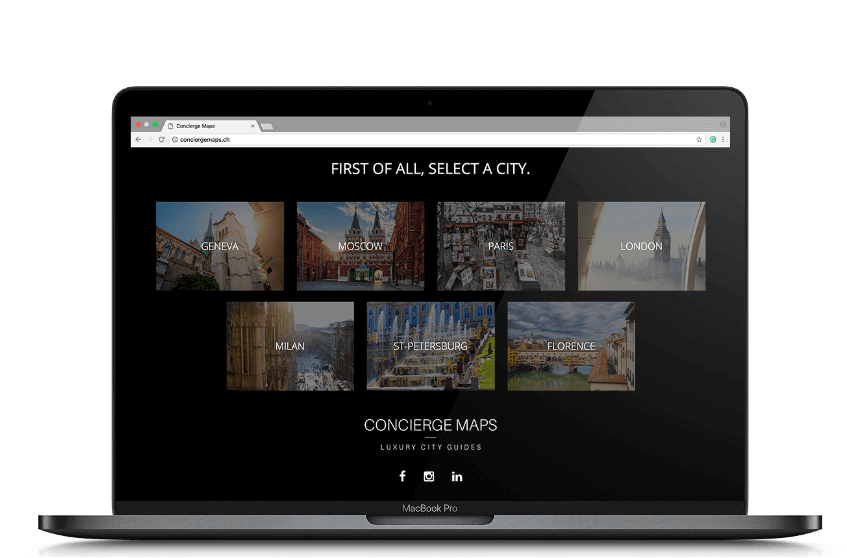 Concierge Maps
conciergemaps.ch
FIRST OF ALL, SELECT A CITY.
GENEVA
MOSCOW
PARIS
LONDON
MILAN
ST-PETERSBURG
FLORENCE
CONCIERGE MAPS
LUXURY CITY GUIDES
MacBook Pro